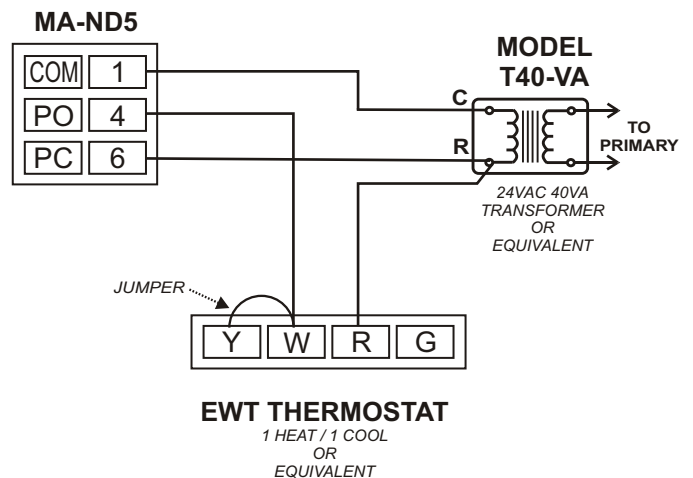 MA-ND5
COM 1
PO 4
PC 6
MODEL
T40-VA
C
R
TO
PRIMARY
24VAC 40VA
TRANSFORMER
OR
EQUIVALENT
JUMPER
Y W R G
EWT THERMOSTAT
1 HEAT / 1 COOL
OR
EQUIVALENT